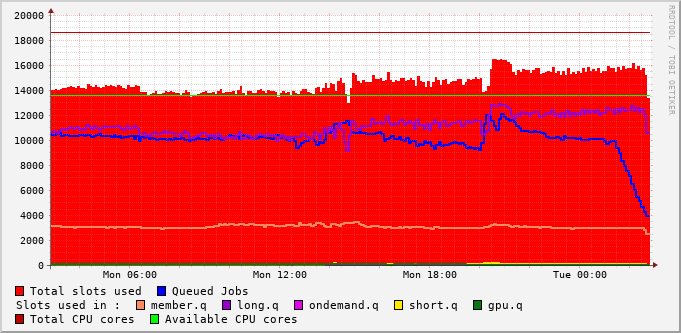 20000
18000
16000
14000
12000
10000
8000
6000
4000
2000
0
Mon 06:00 Mon 12:00 Mon 18:00 Tue 00:00
RRDTOOL / TOBI OETIKER
Total slots used Queued Jobs
Slots used in : member.q long.q ondemand.q short.q gpu.q
Total CPU cores Available CPU cores